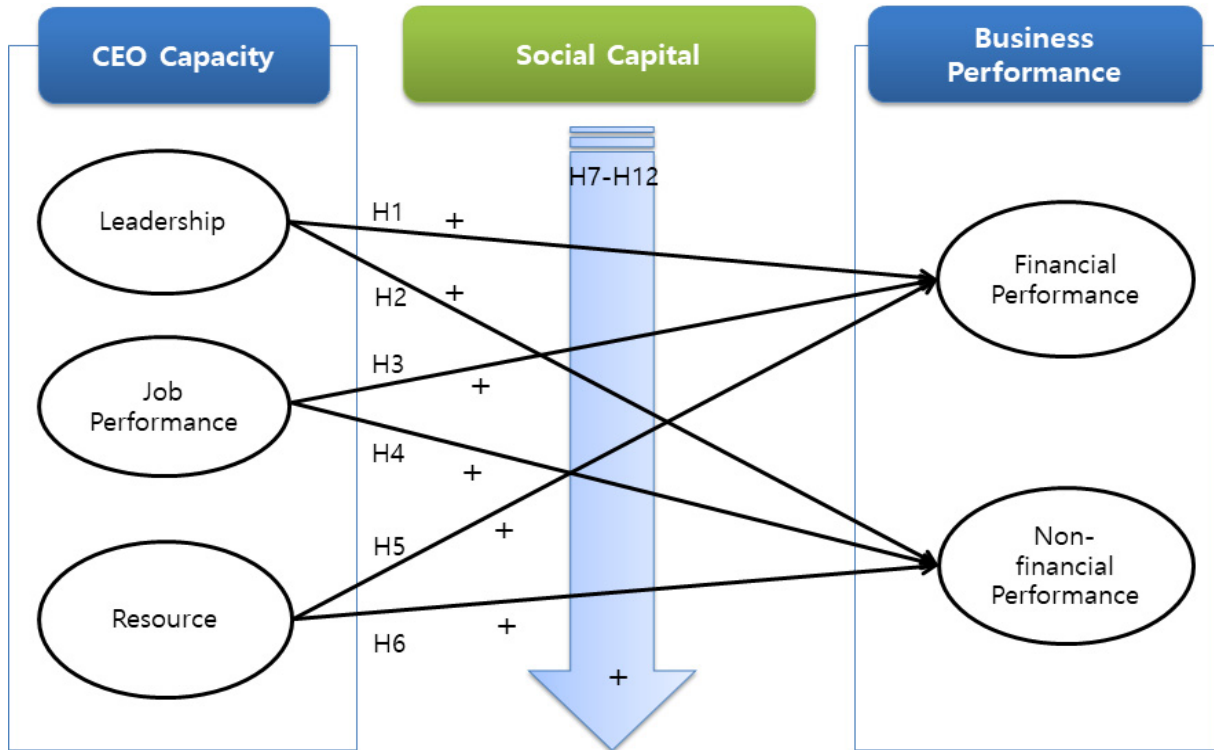 CEO Capacity
Social Capital
Business
Performance
H7-H12
Leadership
H1
+
H2
+
Financial
Performance
Job
Performance
H3
+
H4
+
Resource
H5
+
H6
+
Non-
financial
Performance
+